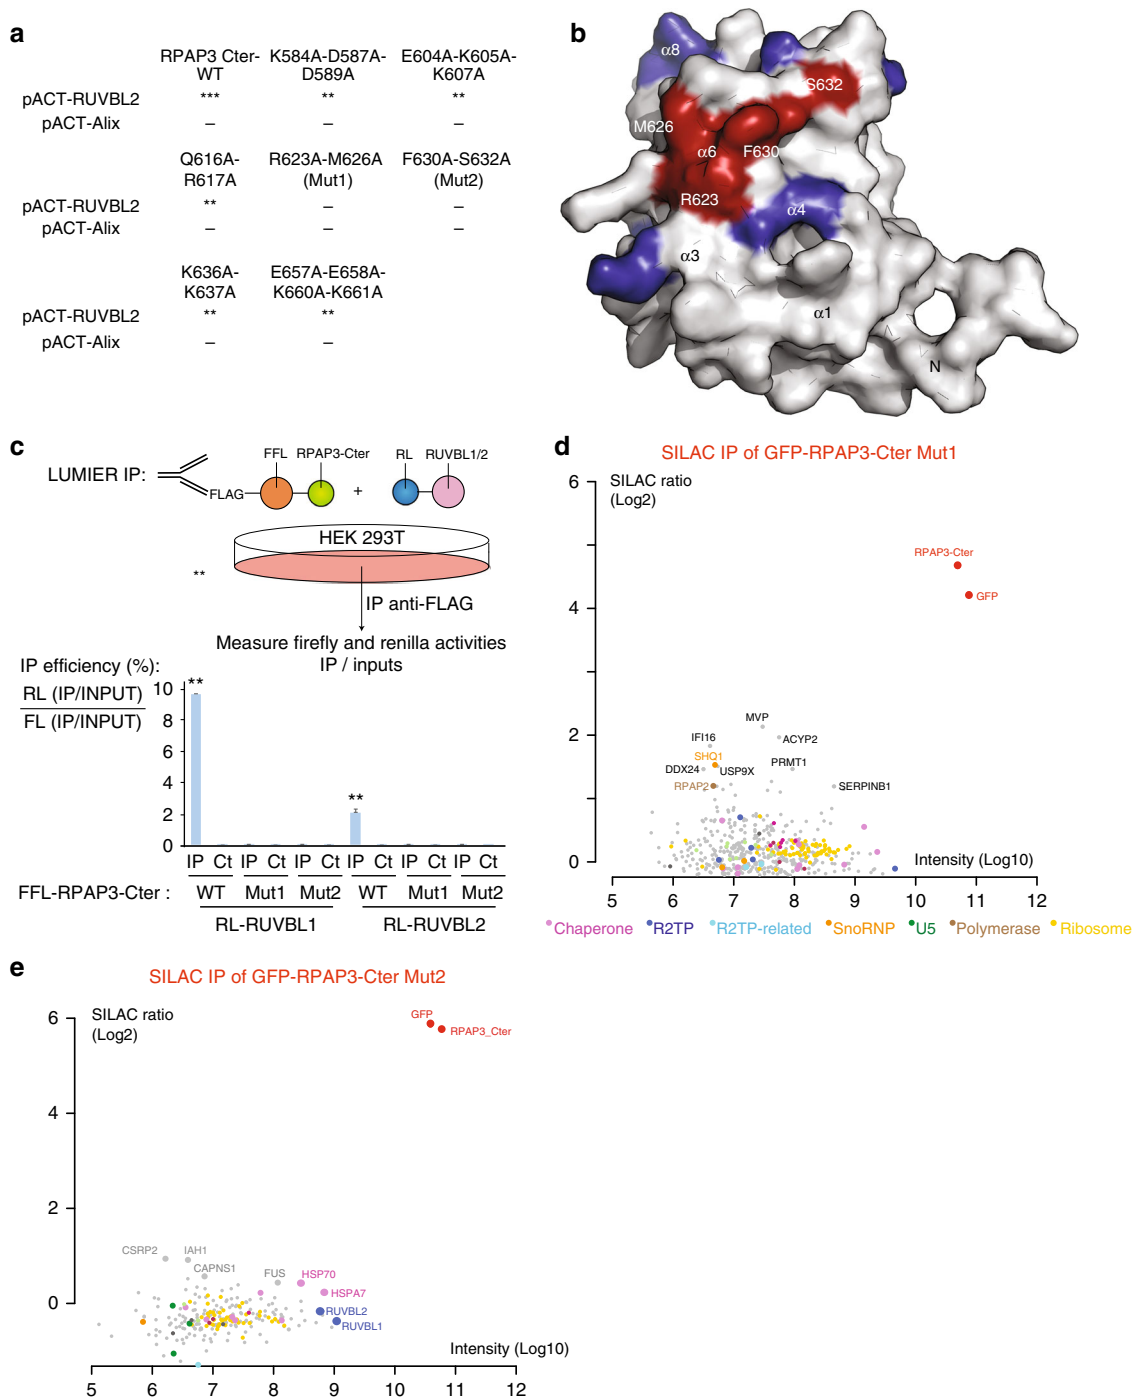 a
RPAP3 Cter-WT K584A-D587A-D589A E604A-K605A-K607A
pACT-RUVBL2 *** ** **
pACT-Alix – – –
Q616A-R617A R623A-M626A (Mut1) F630A-S632A (Mut2)
pACT-RUVBL2 ** – –
pACT-Alix – – –
K636A-K637A E657A-E658A-K660A-K661A
pACT-RUVBL2 ** **
pACT-Alix – –
b
α8
S632
M626
α6
F630
R623
α4
α3
α1
N
c
LUMIER IP:
FFL RPAP3-Cter RL RUVBL1/2
FLAG +
HEK 293T
**
IP anti-FLAG
Measure firefly and renilla activities
IP / inputs
IP efficiency (%):
RL (IP/INPUT)
FL (IP/INPUT)
10
8
6
4
2
0
** **
IP Ct IP Ct IP Ct IP Ct IP Ct IP Ct
FFL-RPAP3-Cter : WT Mut1 Mut2 WT Mut1 Mut2
RL-RUVBL1 RL-RUVBL2
d
SILAC IP of GFP-RPAP3-Cter Mut1
SILAC ratio
(Log2)
6
4
2
0
RPAP3-Cter
GFP
MVP
ACYP2
IFI16
SHQ1
DDX24
USP9X
PRMT1
RPAP2
SERPINB1
Intensity (Log10)
5 6 7 8 9 10 11 12
Chaperone R2TP R2TP-related SnoRNP U5 Polymerase Ribosome
e
SILAC IP of GFP-RPAP3-Cter Mut2
SILAC ratio
(Log2)
6
4
2
0
GFP
RPAP3_Cter
CSRP2
IAH1
CAPNS1
FUS
HSP70
HSPA7
RUVBL2
RUVBL1
Intensity (Log10)
5 6 7 8 9 10 11 12